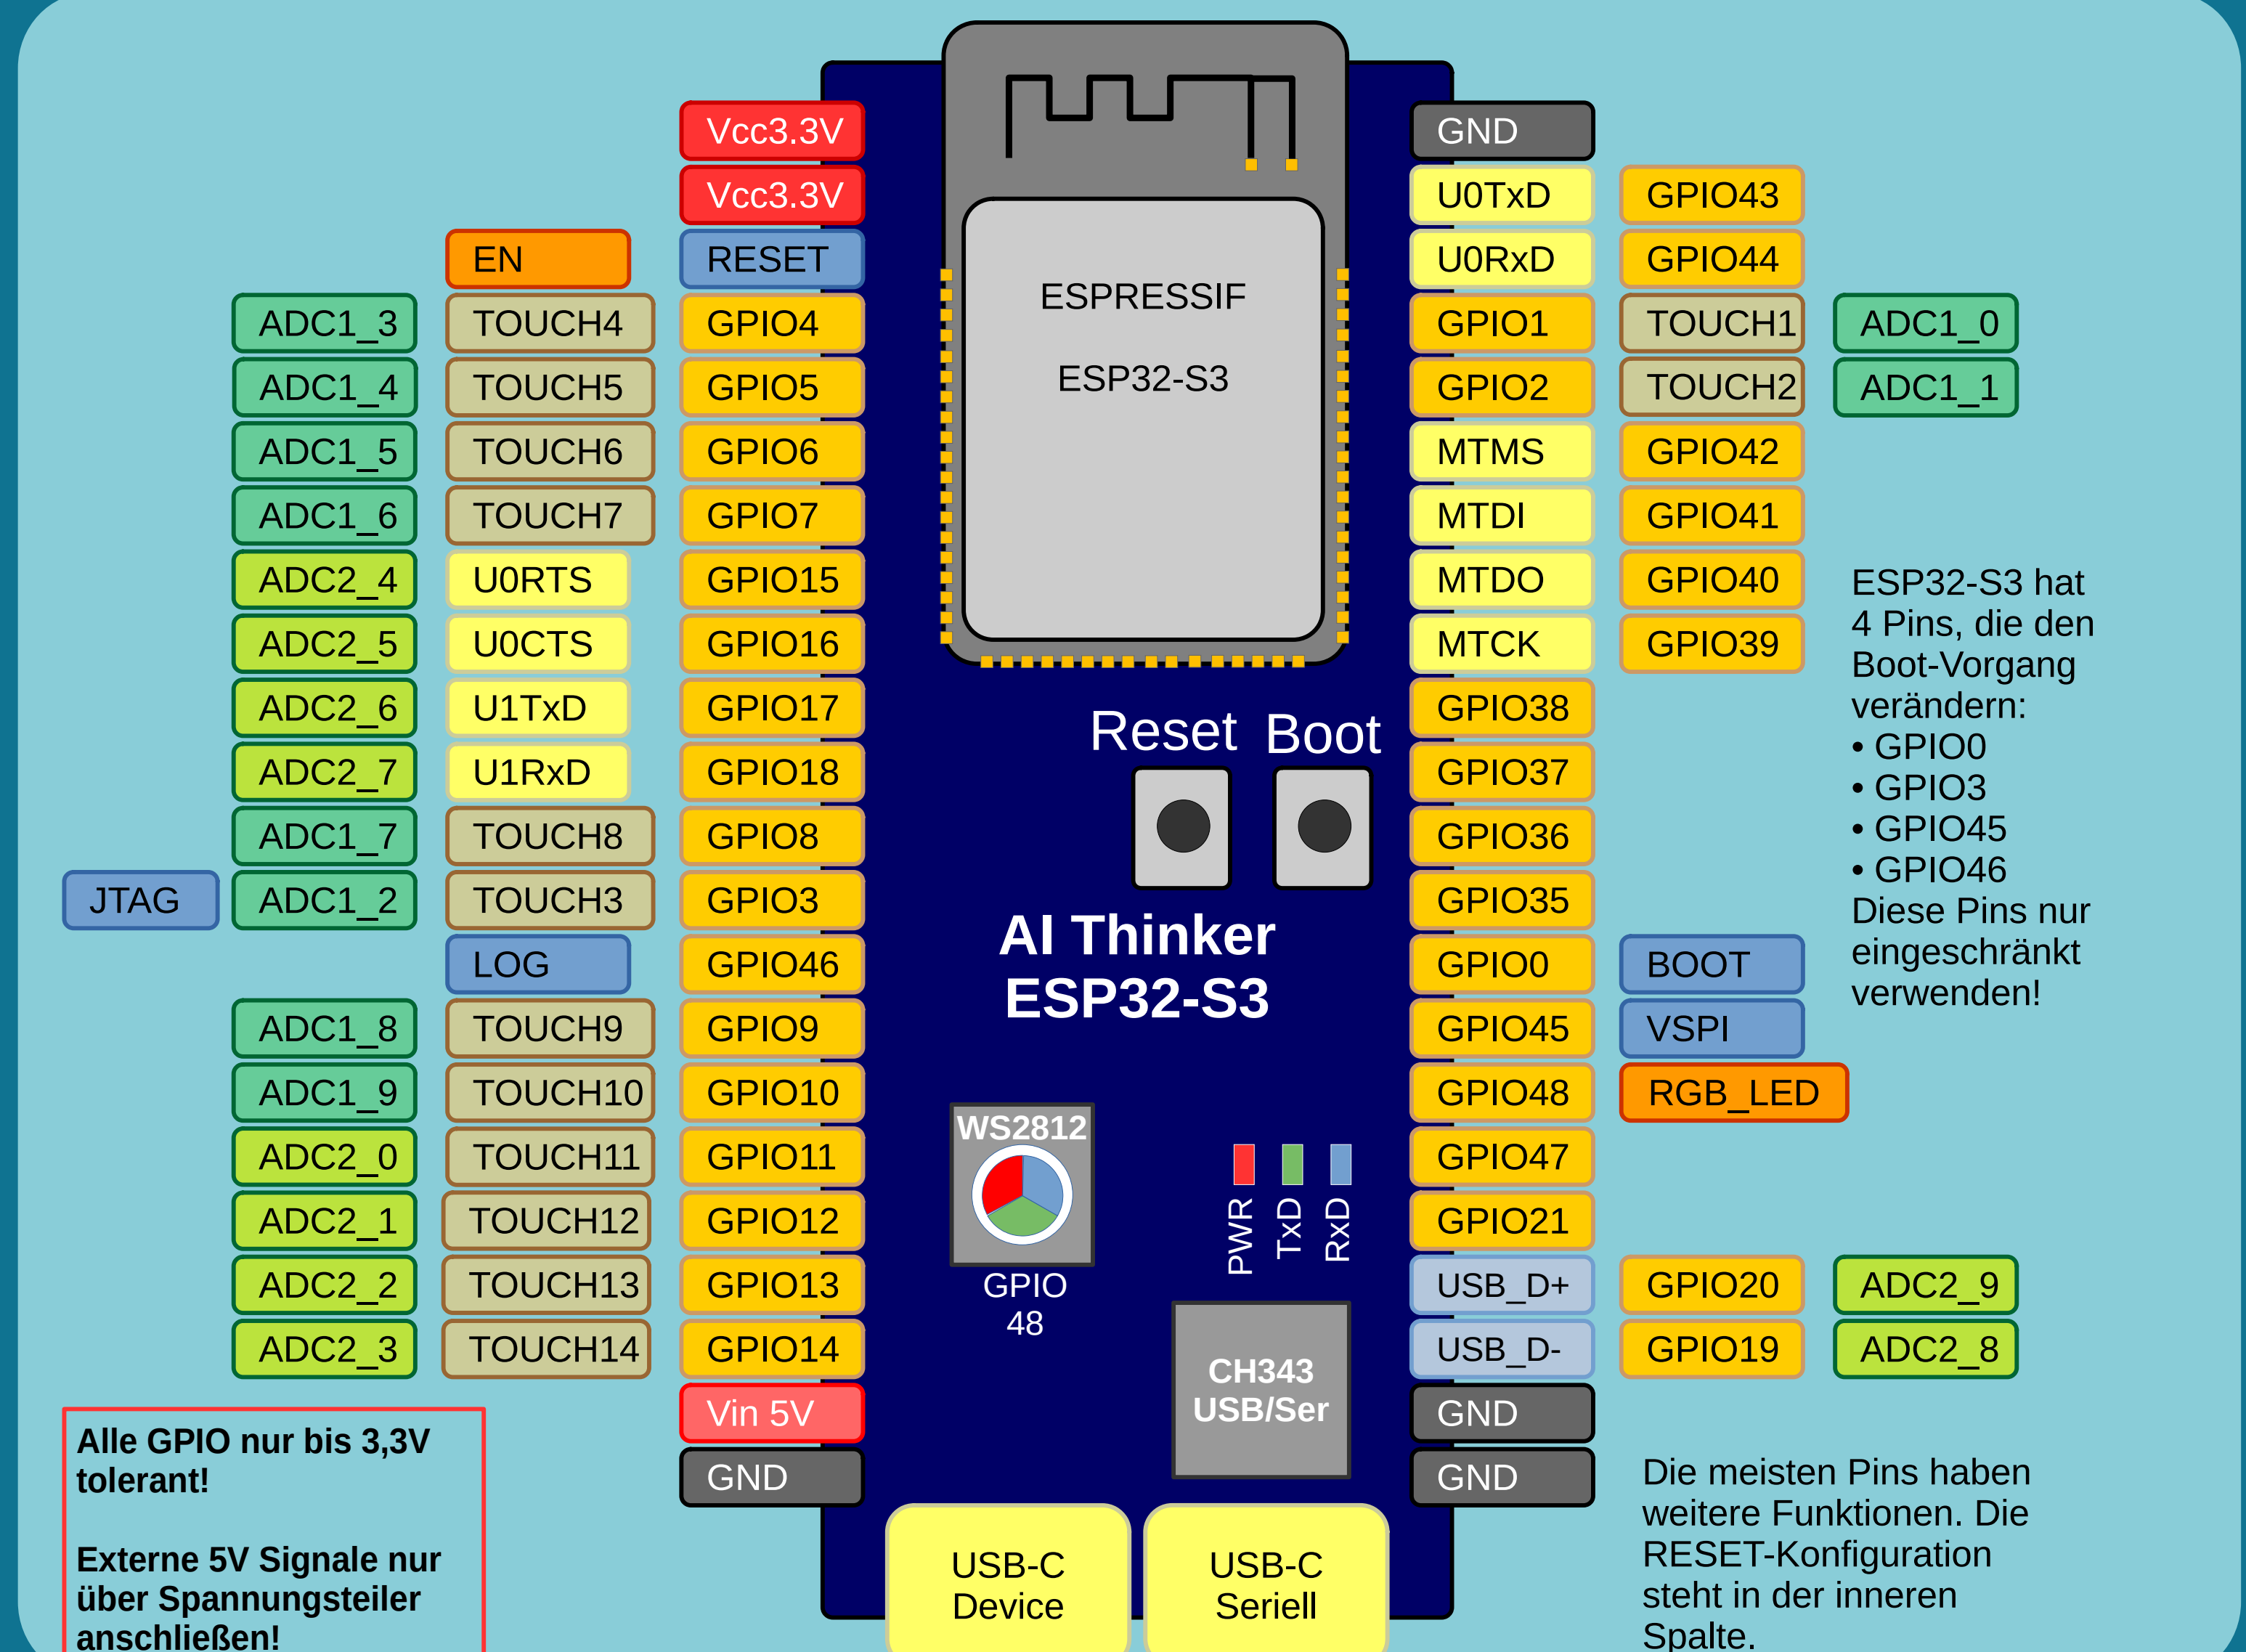 Vcc3.3V
Vcc3.3V
EN RESET
ADC1_3 TOUCH4 GPIO4
ADC1_4 TOUCH5 GPIO5
ADC1_5 TOUCH6 GPIO6
ADC1_6 TOUCH7 GPIO7
ADC2_4 U0RTS GPIO15
ADC2_5 U0CTS GPIO16
ADC2_6 U1TxD GPIO17
ADC2_7 U1RxD GPIO18
ADC1_7 TOUCH8 GPIO8
JTAG ADC1_2 TOUCH3 GPIO3
LOG GPIO46
ADC1_8 TOUCH9 GPIO9
ADC1_9 TOUCH10 GPIO10
ADC2_0 TOUCH11 GPIO11
ADC2_1 TOUCH12 GPIO12
ADC2_2 TOUCH13 GPIO13
ADC2_3 TOUCH14 GPIO14
Vin 5V
GND
Alle GPIO nur bis 3,3V
tolerant!
Externe 5V Signale nur
über Spannungsteiler
anschließen!
ESPRESSIF
ESP32-S3
Reset Boot
AI Thinker
ESP32-S3
WS2812
GPIO
48
PWR
TxD
RxD
CH343
USB/Ser
USB-C
Device
USB-C
Seriell
GND
U0TxD GPIO43
U0RxD GPIO44
GPIO1 TOUCH1 ADC1_0
GPIO2 TOUCH2 ADC1_1
MTMS GPIO42
MTDI GPIO41
MTDO GPIO40
MTCK GPIO39
GPIO38
GPIO37
GPIO36
GPIO35
GPIO0 BOOT
GPIO45 VSPI
GPIO48 RGB_LED
GPIO47
GPIO21
USB_D+ GPIO20 ADC2_9
USB_D- GPIO19 ADC2_8
GND
GND
ESP32-S3 hat
4 Pins, die den
Boot-Vorgang
verändern:
• GPIO0
• GPIO3
• GPIO45
• GPIO46
Diese Pins nur
eingeschränkt
verwenden!
Die meisten Pins haben
weitere Funktionen. Die
RESET-Konfiguration
steht in der inneren
Spalte.